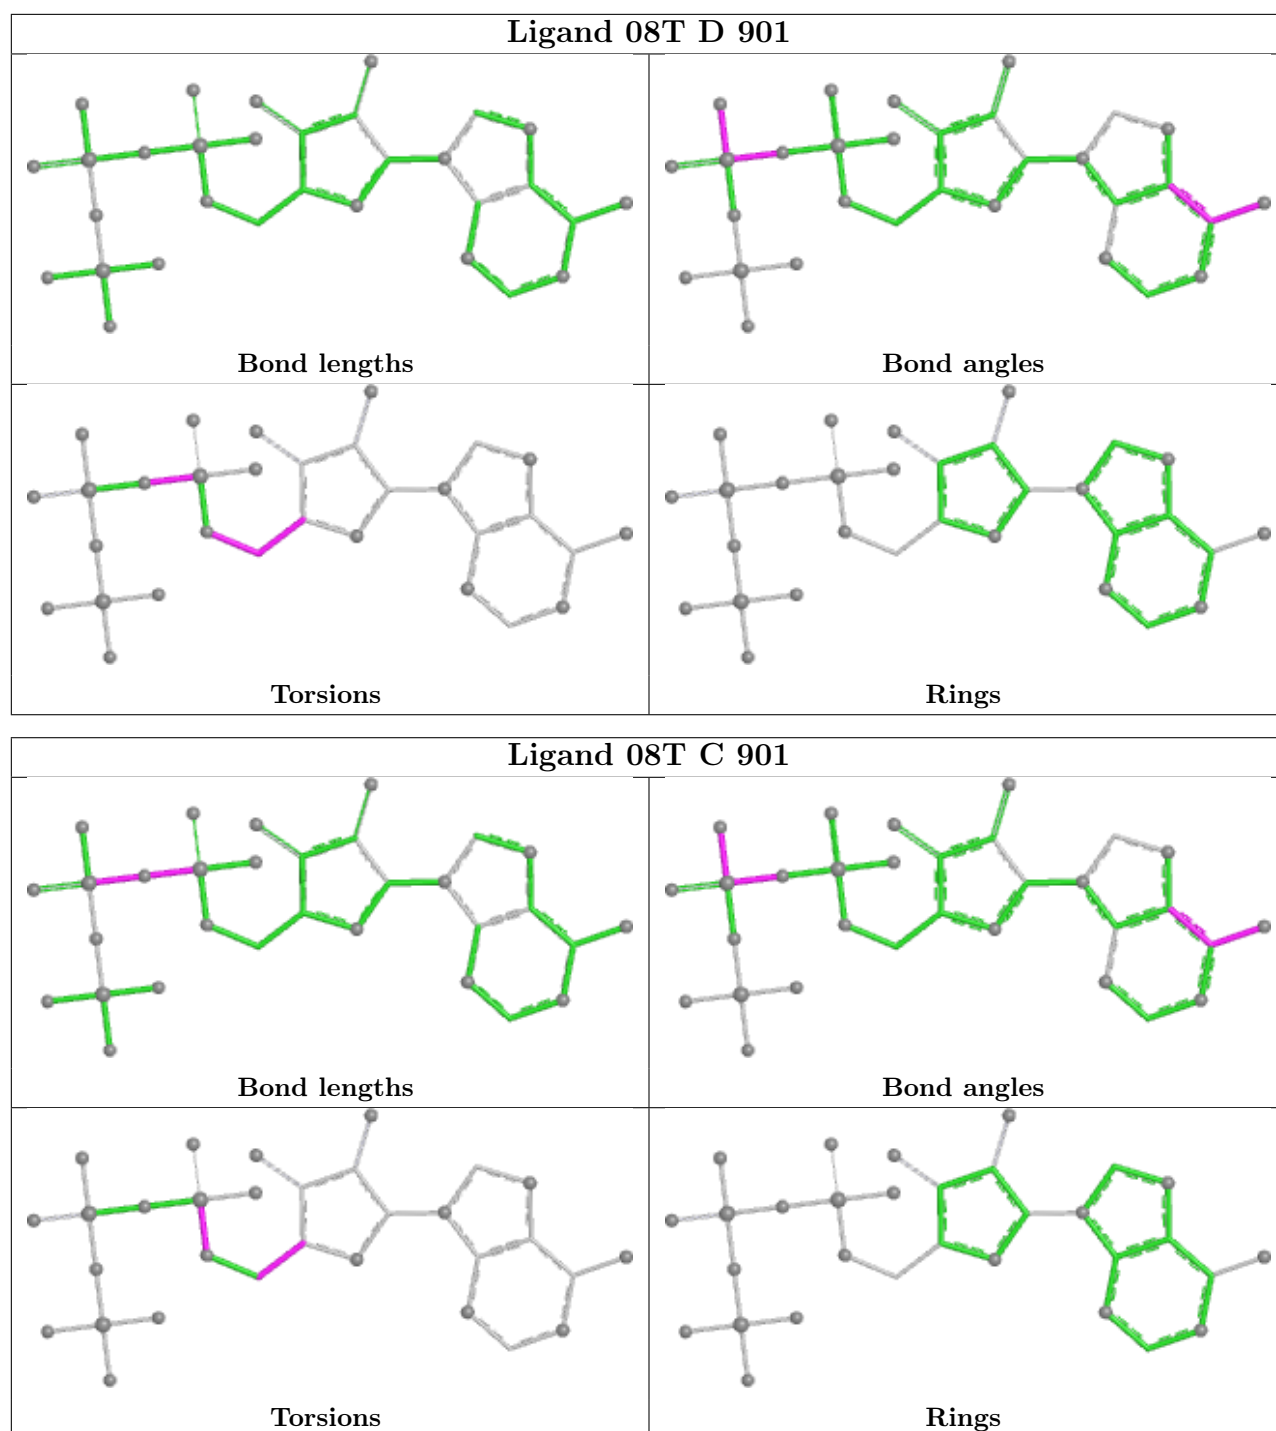 Ligand 08T D 901
Bond lengths
Bond angles
Torsions
Rings
Ligand 08T C 901
Bond lengths
Bond angles
Torsions
Rings